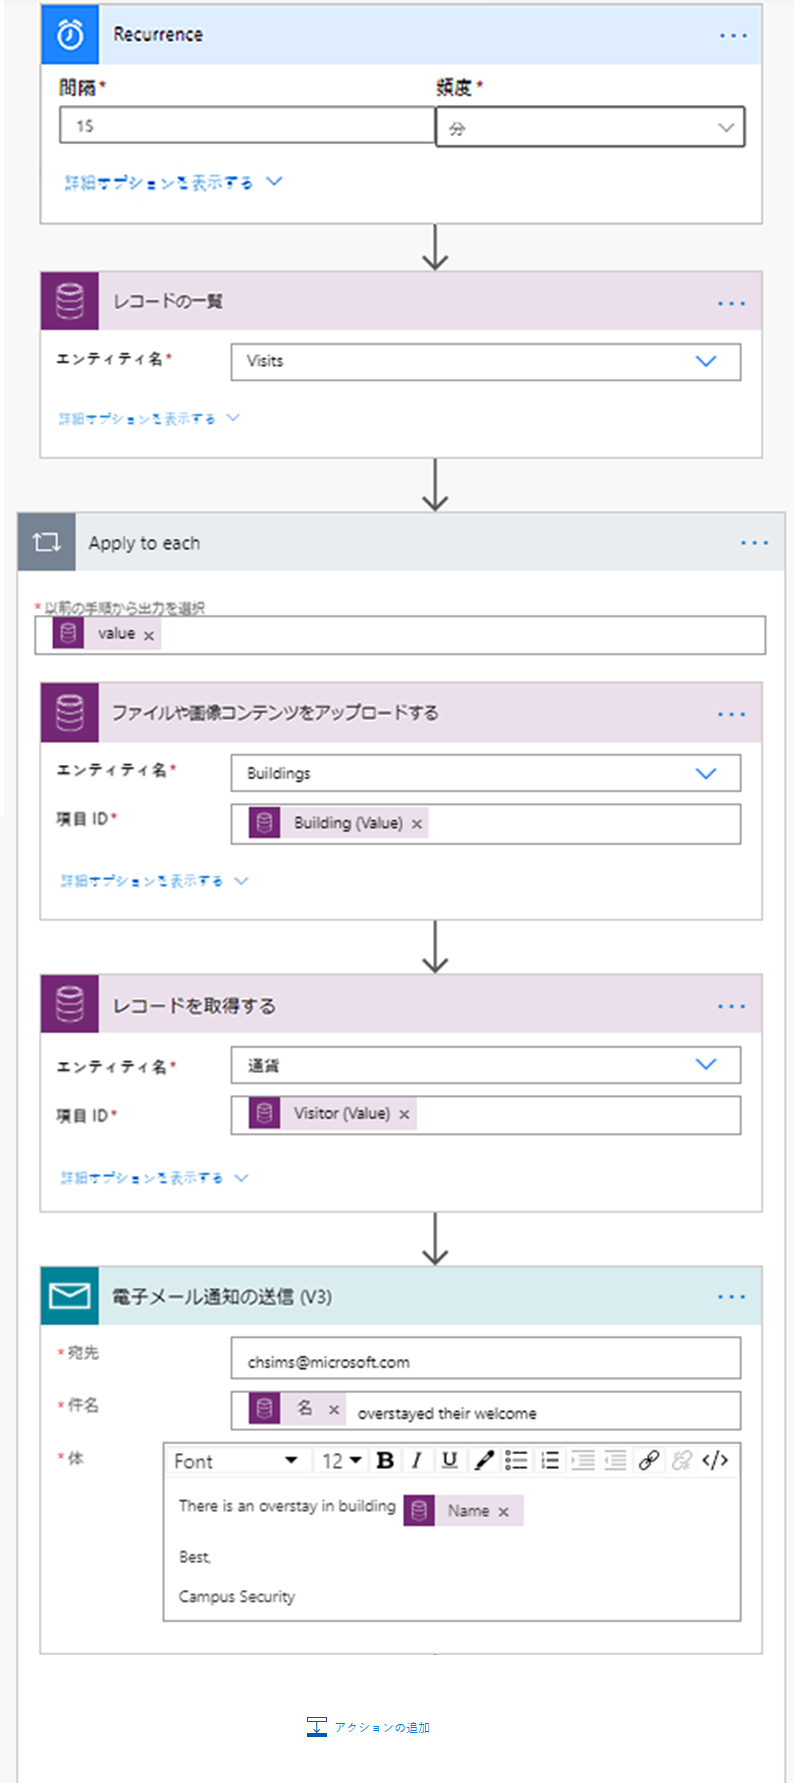 Recurrence
間隔* 頻度*
15 分
詳細オプションを表示する
レコードの一覧
エンティティ名* Visits
詳細オプションを表示する
Apply to each
* 以前の手順から出力を選択
value ×
ファイルや画像コンテンツをアップロードする
エンティティ名* Buildings
項目 ID* Building (Value) ×
詳細オプションを表示する
レコードを取得する
エンティティ名* 通貨
項目 ID* Visitor (Value) ×
詳細オプションを表示する
電子メール通知の送信 (V3)
* 宛先 chsims@microsoft.com
* 件名 名 × overstayed their welcome
* 体 Font 12 B I U </>
There is an overstay in building Name ×
Best,
Campus Security
アクションの追加